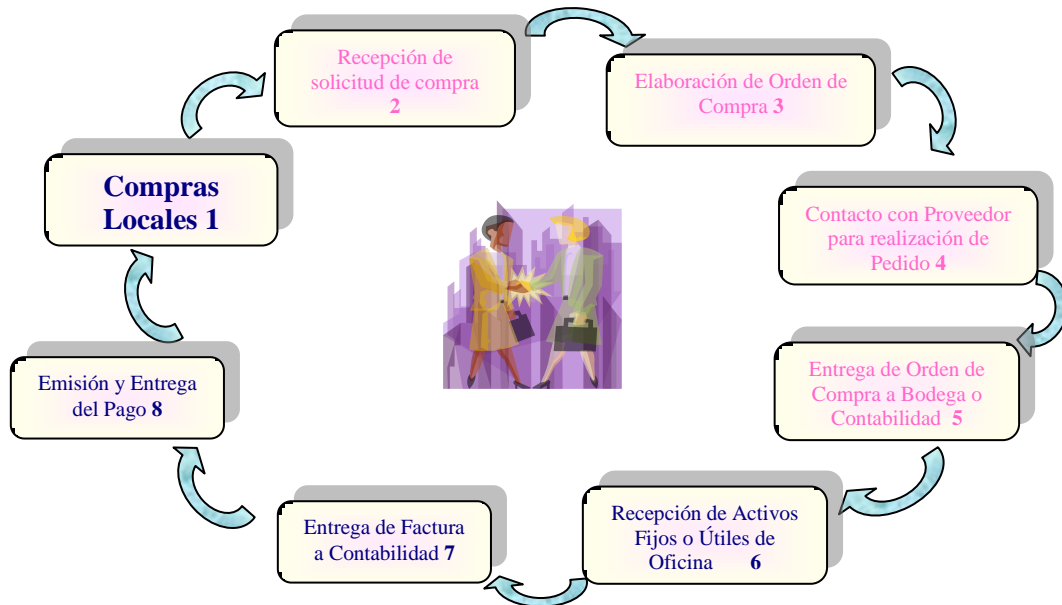 Compras
Locales 1
Recepción de
solicitud de compra
2
Elaboración de Orden de
Compra 3
Contacto con Proveedor
para realización de
Pedido 4
Entrega de Orden de
Compra a Bodega o
Contabilidad 5
Recepción de Activos
Fijos o Útiles de
Oficina 6
Entrega de Factura
a Contabilidad 7
Emisión y Entrega
del Pago 8